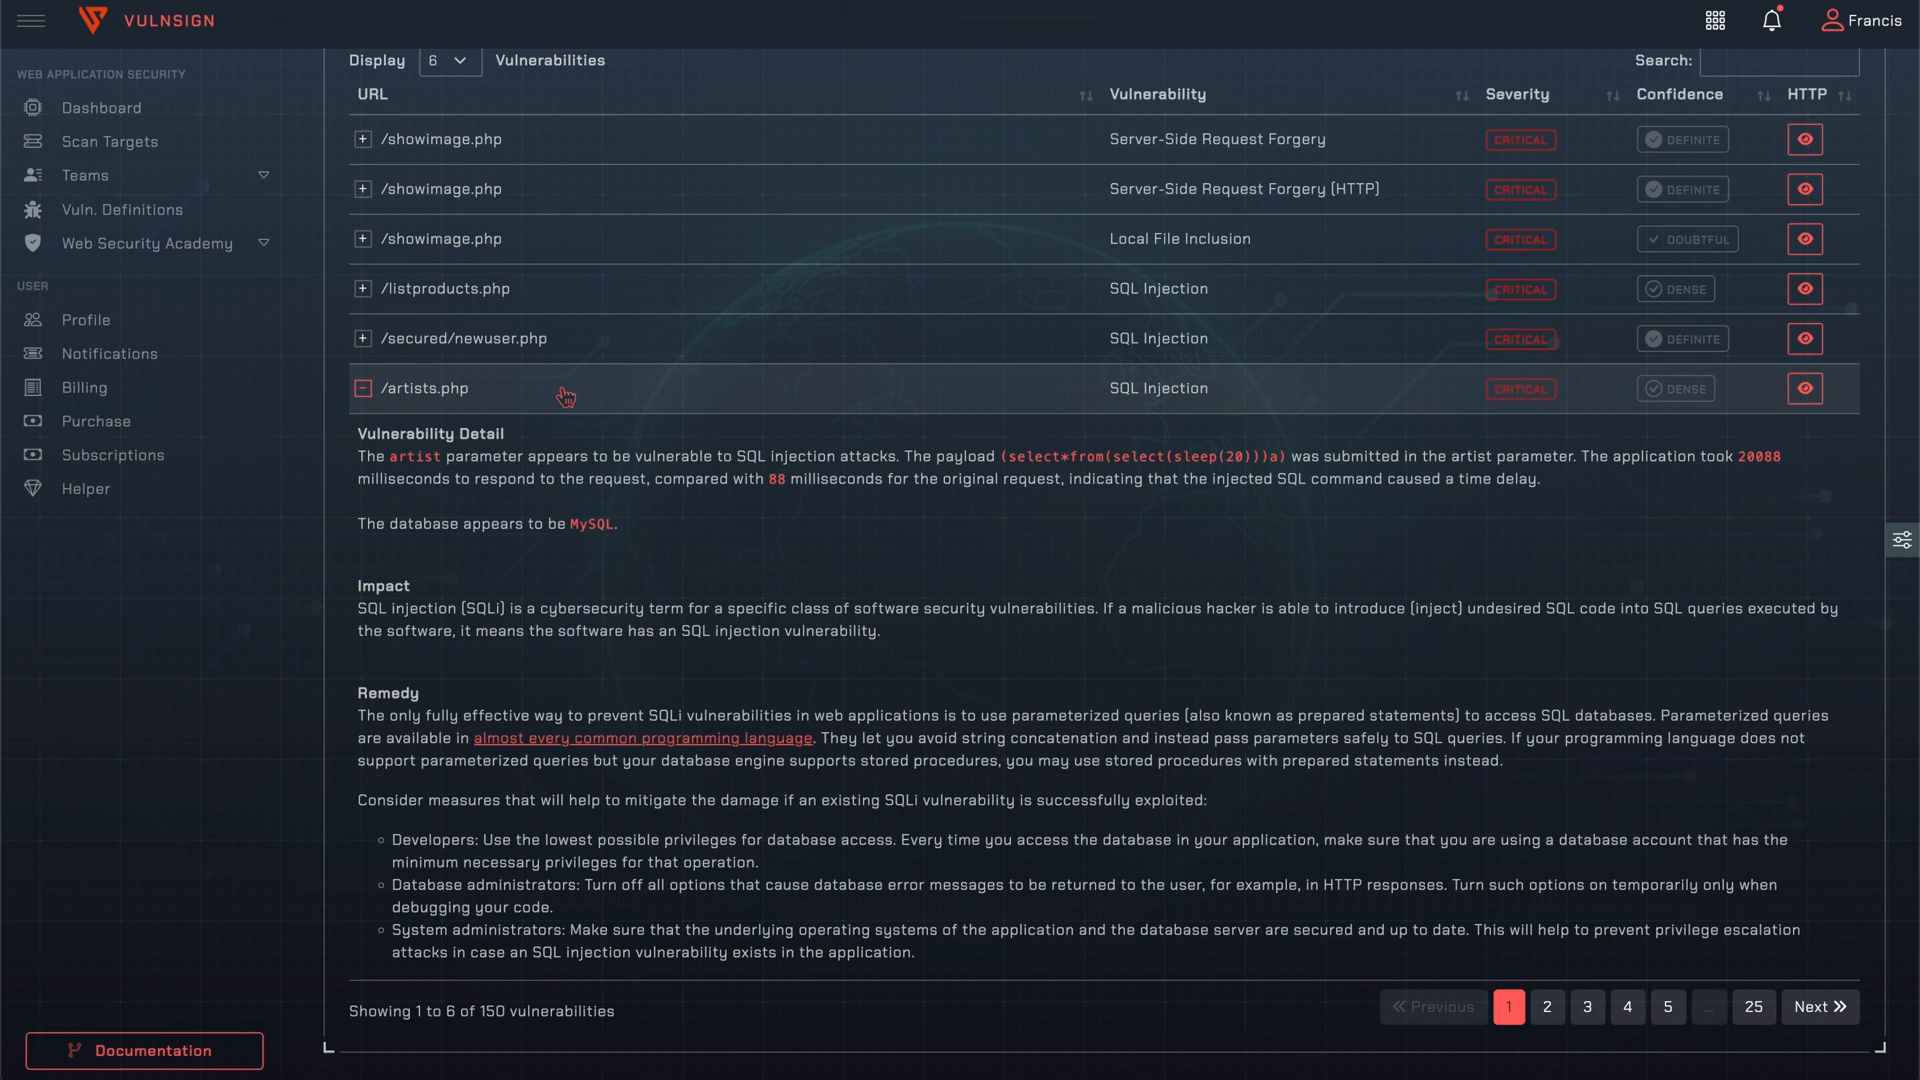 VULNSIGN
Francis
WEB APPLICATION SECURITY
Dashboard
Scan Targets
Teams
Vuln. Definitions
Web Security Academy
USER
Profile
Notifications
Billing
Purchase
Subscriptions
Helper
Documentation
Display 6 Vulnerabilities
Search:
URL Vulnerability Severity Confidence HTTP
+ /showimage.php Server-Side Request Forgery CRITICAL DEFINITE
+ /showimage.php Server-Side Request Forgery (HTTP) CRITICAL DEFINITE
+ /showimage.php Local File Inclusion CRITICAL DOUBTFUL
+ /listproducts.php SQL Injection CRITICAL DENSE
+ /secured/newuser.php SQL Injection CRITICAL DEFINITE
− /artists.php SQL Injection CRITICAL DENSE
Vulnerability Detail
The artist parameter appears to be vulnerable to SQL injection attacks. The payload (select*from(select(sleep(20)))a) was submitted in the artist parameter. The application took 20088
milliseconds to respond to the request, compared with 88 milliseconds for the original request, indicating that the injected SQL command caused a time delay.
The database appears to be MySQL.
Impact
SQL injection (SQLi) is a cybersecurity term for a specific class of software security vulnerabilities. If a malicious hacker is able to introduce (inject) undesired SQL code into SQL queries executed by
the software, it means the software has an SQL injection vulnerability.
Remedy
The only fully effective way to prevent SQLi vulnerabilities in web applications is to use parameterized queries (also known as prepared statements) to access SQL databases. Parameterized queries
are available in almost every common programming language. They let you avoid string concatenation and instead pass parameters safely to SQL queries. If your programming language does not
support parameterized queries but your database engine supports stored procedures, you may use stored procedures with prepared statements instead.
Consider measures that will help to mitigate the damage if an existing SQLi vulnerability is successfully exploited:
Developers: Use the lowest possible privileges for database access. Every time you access the database in your application, make sure that you are using a database account that has the
minimum necessary privileges for that operation.
Database administrators: Turn off all options that cause database error messages to be returned to the user, for example, in HTTP responses. Turn such options on temporarily only when
debugging your code.
System administrators: Make sure that the underlying operating systems of the application and the database server are secured and up to date. This will help to prevent privilege escalation
attacks in case an SQL injection vulnerability exists in the application.
Showing 1 to 6 of 150 vulnerabilities
« Previous 1 2 3 4 5 ... 25 Next »